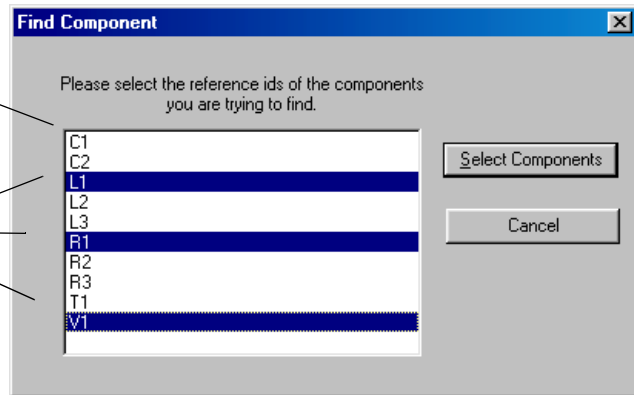 Find Component
Please select the reference ids of the components
you are trying to find.
C1
C2
L1
L2
L3
R1
R2
R3
T1
V1
Select Components
Cancel